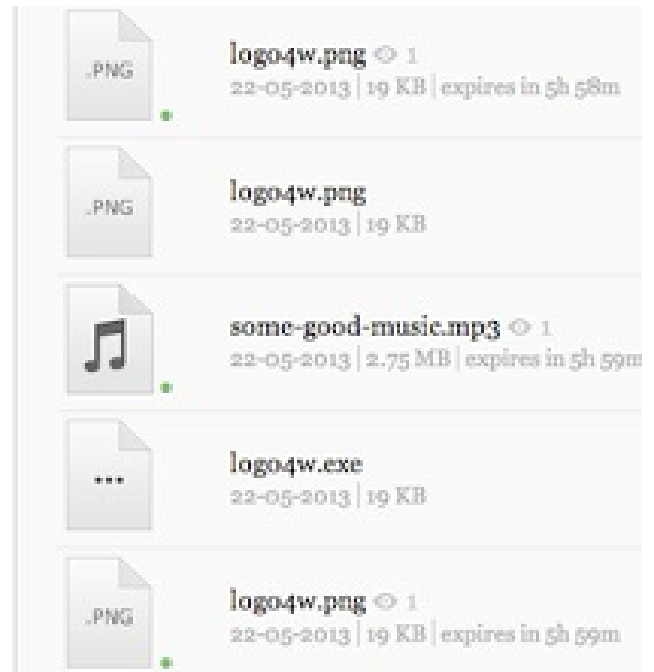 .PNG
logo4w.png 1
22-05-2013 | 19 KB | expires in 5h 58m
.PNG
logo4w.png
22-05-2013 | 19 KB
some-good-music.mp3 1
22-05-2013 | 2.75 MB | expires in 5h 59m
logo4w.exe
22-05-2013 | 19 KB
.PNG
logo4w.png 1
22-05-2013 | 19 KB | expires in 5h 59m